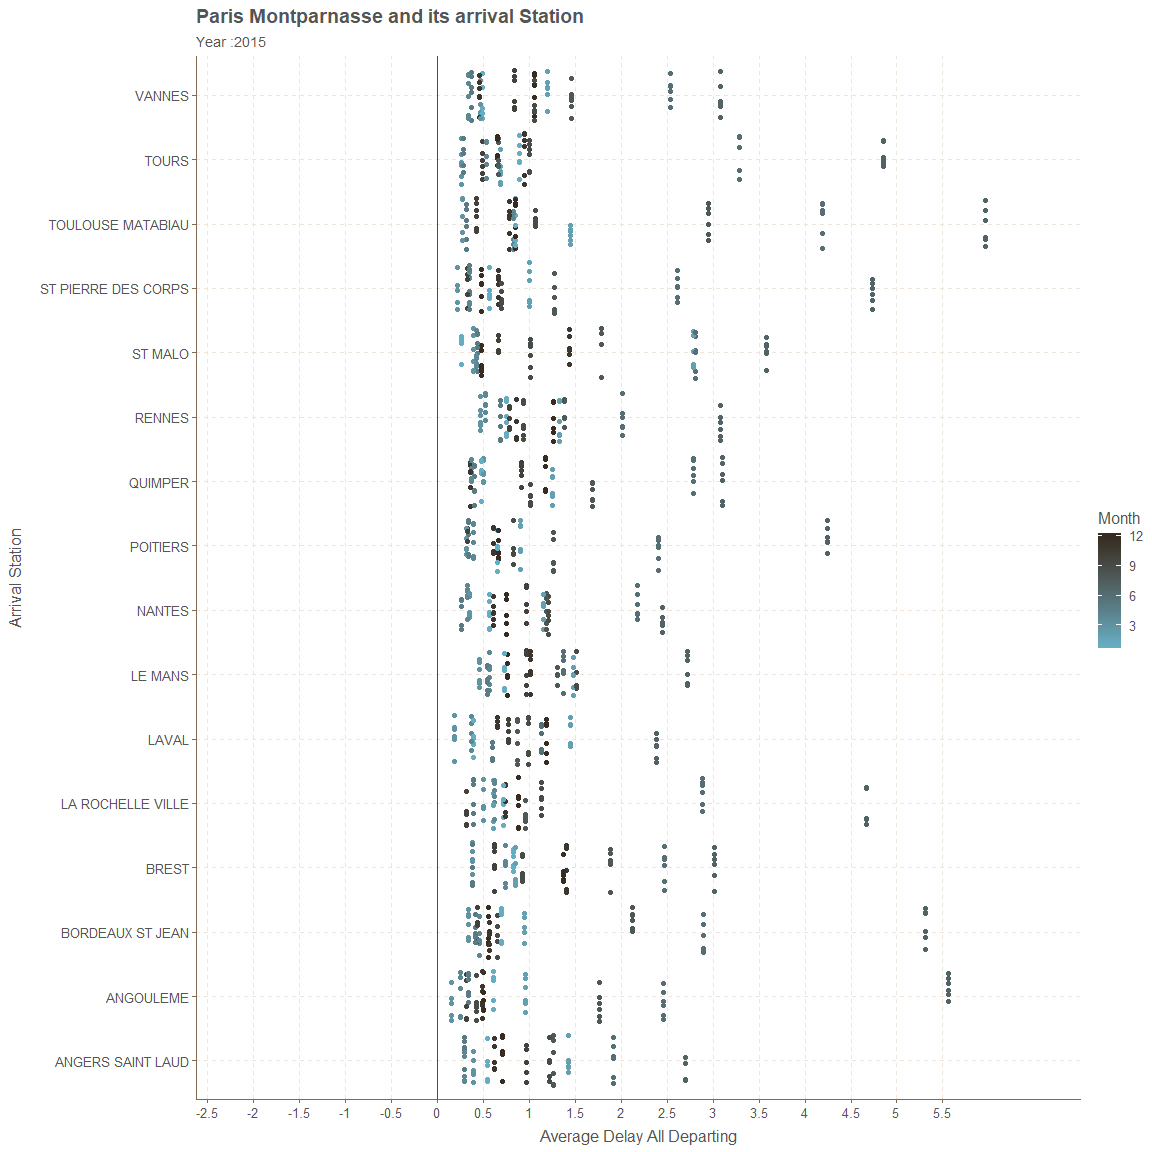 Paris Montparnasse and its arrival Station
Year :2015
VANNES
TOURS
TOULOUSE MATABIAU
ST PIERRE DES CORPS
ST MALO
RENNES
QUIMPER
POITIERS
NANTES
LE MANS
LAVAL
LA ROCHELLE VILLE
BREST
BORDEAUX ST JEAN
ANGOULEME
ANGERS SAINT LAUD
Arrival Station
-2.5 -2 -1.5 -1 -0.5 0 0.5 1 1.5 2 2.5 3 3.5 4 4.5 5 5.5
Average Delay All Departing
Month
12
9
6
3